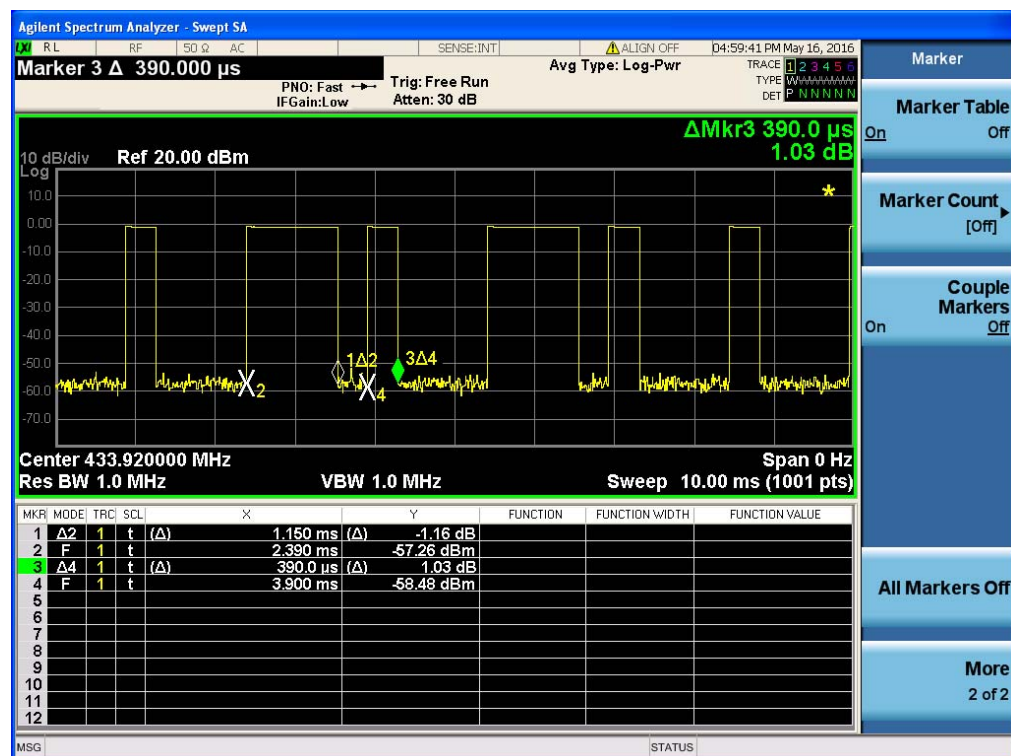 Agilent Spectrum Analyzer - Swept SA
LXI RL RF 50 Ω AC SENSE:INT ALIGN OFF 04:59:41 PM May 16, 2016
Marker 3 Δ 390.000 µs
PNO: Fast
IFGain:Low
Trig: Free Run
Atten: 30 dB
Avg Type: Log-Pwr
TRACE 1 2 3 4 5 6
TYPE W
DET P N N N N N
ΔMkr3 390.0 µs
1.03 dB
10 dB/div Ref 20.00 dBm
Log
10.0
0.00
-10.0
-20.0
-30.0
-40.0
-50.0
-60.0
-70.0
1Δ2 3Δ4
2 4
*
Center 433.920000 MHz Span 0 Hz
Res BW 1.0 MHz VBW 1.0 MHz Sweep 10.00 ms (1001 pts)
MKR MODE TRC SCL X Y FUNCTION FUNCTION WIDTH FUNCTION VALUE
1 Δ2 1 t (Δ) 1.150 ms (Δ) -1.16 dB
2 F 1 t 2.390 ms -57.26 dBm
3 Δ4 1 t (Δ) 390.0 µs (Δ) 1.03 dB
4 F 1 t 3.900 ms -58.48 dBm
5
6
7
8
9
10
11
12
MSG STATUS
Marker
Marker Table
On Off
Marker Count
[Off]
Couple
Markers
On Off
All Markers Off
More
2 of 2